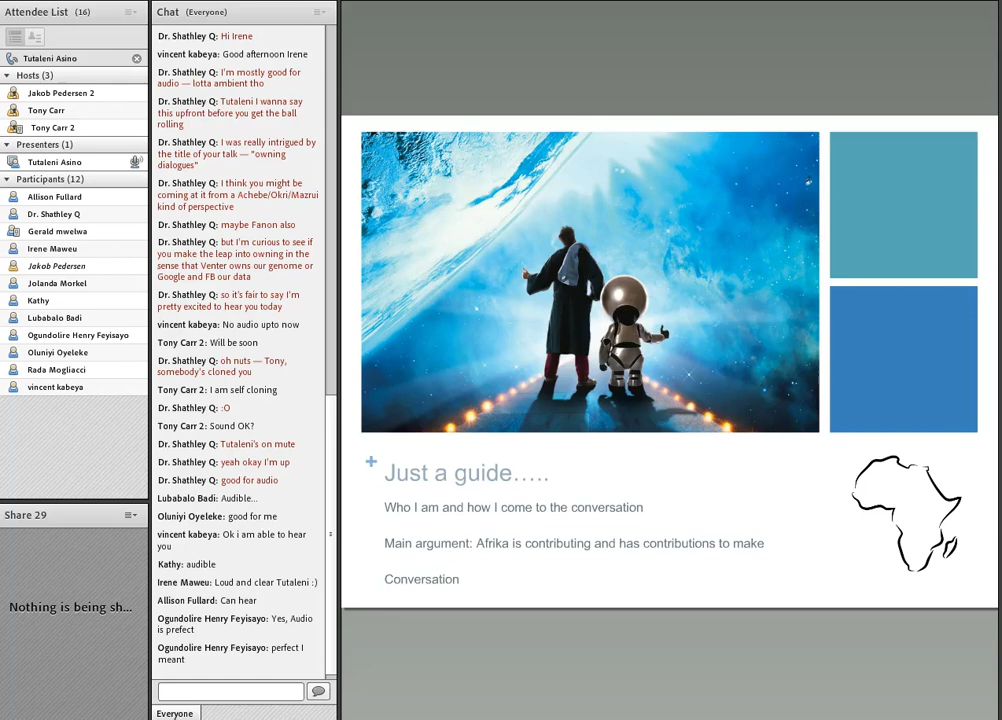 Attendee List (16)
Tutaleni Asino
Hosts (3)
Jakob Pedersen 2
Tony Carr
Tony Carr 2
Presenters (1)
Tutaleni Asino
Participants (12)
Allison Fullard
Dr. Shathley Q
Gerald mwelwa
Irene Maweu
Jakob Pedersen
Jolanda Morkel
Kathy
Lubabalo Badi
Ogundolire Henry Feyisayo
Oluniyi Oyeleke
Rada Mogliacci
vincent kabeya
Share 29
Nothing is being sh...
Chat (Everyone)
Dr. Shathley Q: Hi Irene
vincent kabeya: Good afternoon Irene
Dr. Shathley Q: I'm mostly good for
audio — lotta ambient tho
Dr. Shathley Q: Tutaleni I wanna say
this upfront before you get the ball
rolling
Dr. Shathley Q: I was really intrigued by
the title of your talk — "owning
dialogues"
Dr. Shathley Q: I think you might be
coming at it from a Achebe/Okri/Mazrui
kind of perspective
Dr. Shathley Q: maybe Fanon also
Dr. Shathley Q: but I'm curious to see if
you make the leap into owning in the
sense that Venter owns our genome or
Google and FB our data
Dr. Shathley Q: so it's fair to say I'm
pretty excited to hear you today
vincent kabeya: No audio upto now
Tony Carr 2: Will be soon
Dr. Shathley Q: oh nuts — Tony,
somebody's cloned you
Tony Carr 2: I am self cloning
Dr. Shathley Q: :O
Tony Carr 2: Sound OK?
Dr. Shathley Q: Tutaleni's on mute
Dr. Shathley Q: yeah okay I'm up
Dr. Shathley Q: good for audio
Lubabalo Badi: Audible...
Oluniyi Oyeleke: good for me
vincent kabeya: Ok i am able to hear
you
Kathy: audible
Irene Maweu: Loud and clear Tutaleni :)
Allison Fullard: Can hear
Ogundolire Henry Feyisayo: Yes, Audio
is prefect
Ogundolire Henry Feyisayo: perfect I
meant
Everyone
+ Just a guide…..
Who I am and how I come to the conversation
Main argument: Afrika is contributing and has contributions to make
Conversation